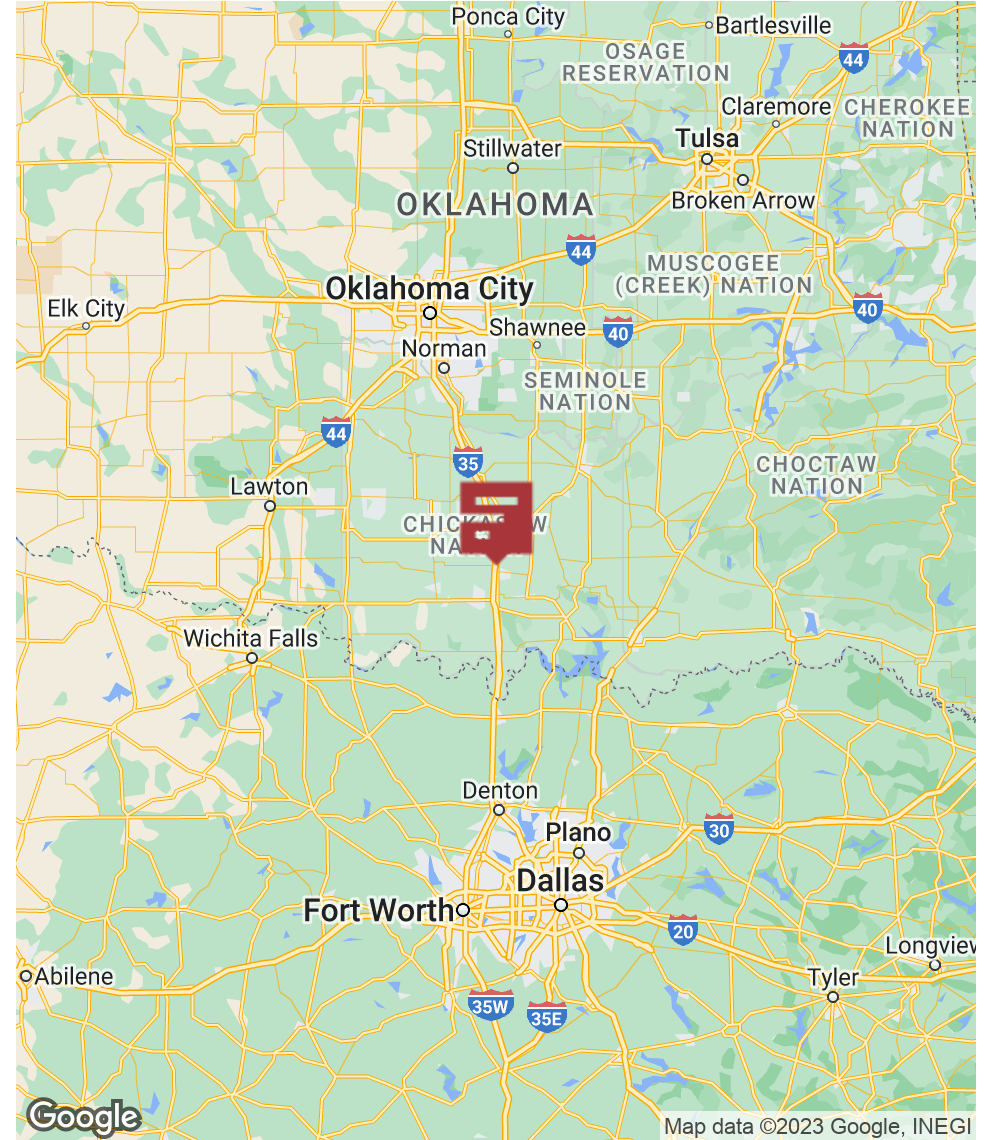 Ponca City
Bartlesville
OSAGE
RESERVATION
44
Claremore
CHEROKEE
NATION
Tulsa
Stillwater
Broken Arrow
OKLAHOMA
44
MUSCOGEE
(CREEK) NATION
Oklahoma City
Elk City
40
Shawnee
40
Norman
SEMINOLE
NATION
44
35
CHOCTAW
NATION
Lawton
Wichita Falls
Denton
30
Plano
Dallas
Fort Worth
20
Longview
Abilene
Tyler
35W
35E
Google
Map data ©2023 Google, INEGI